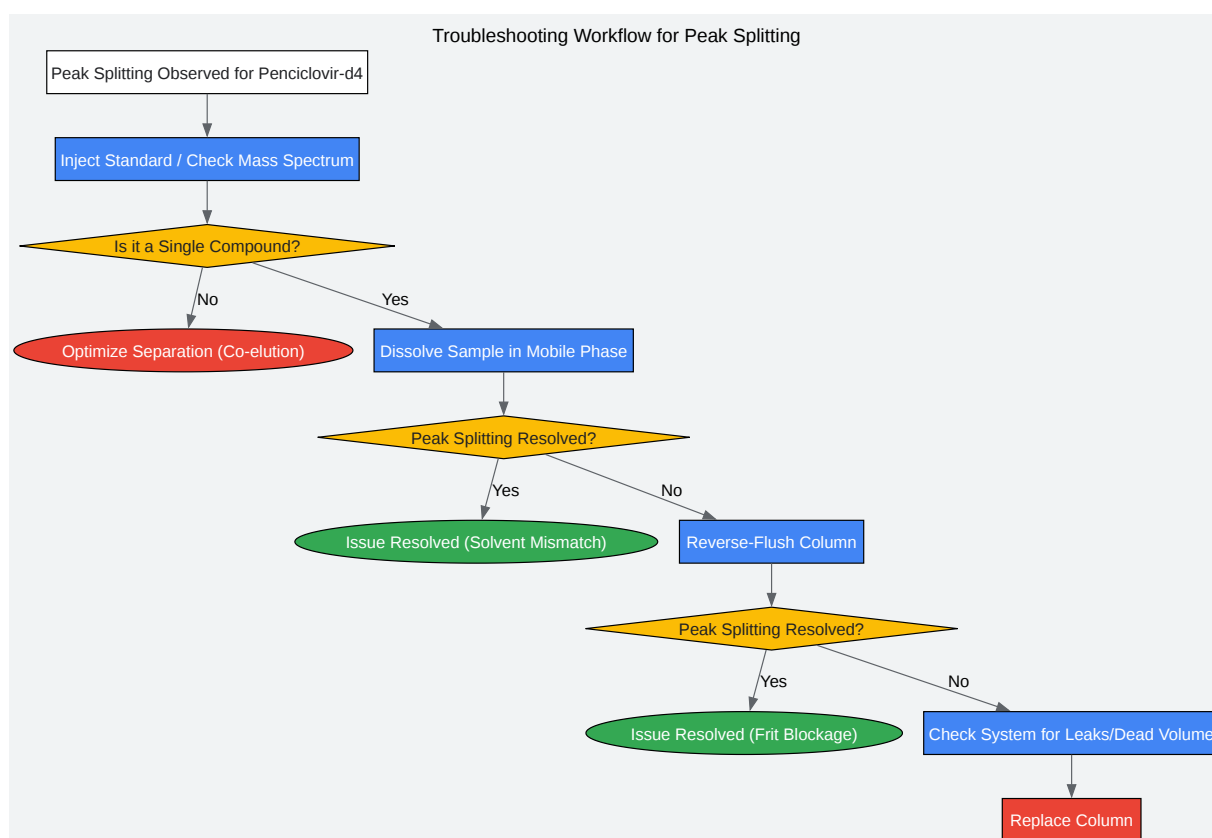 Troubleshooting Workflow for Peak Splitting
Peak Splitting Observed for Penciclovir-d4
Inject Standard / Check Mass Spectrum
Is it a Single Compound?
No
Yes
Optimize Separation (Co-elution)
Dissolve Sample in Mobile Phase
Peak Splitting Resolved?
Yes
No
Issue Resolved (Solvent Mismatch)
Reverse-Flush Column
Peak Splitting Resolved?
Yes
No
Issue Resolved (Frit Blockage)
Check System for Leaks/Dead Volume
Replace Column